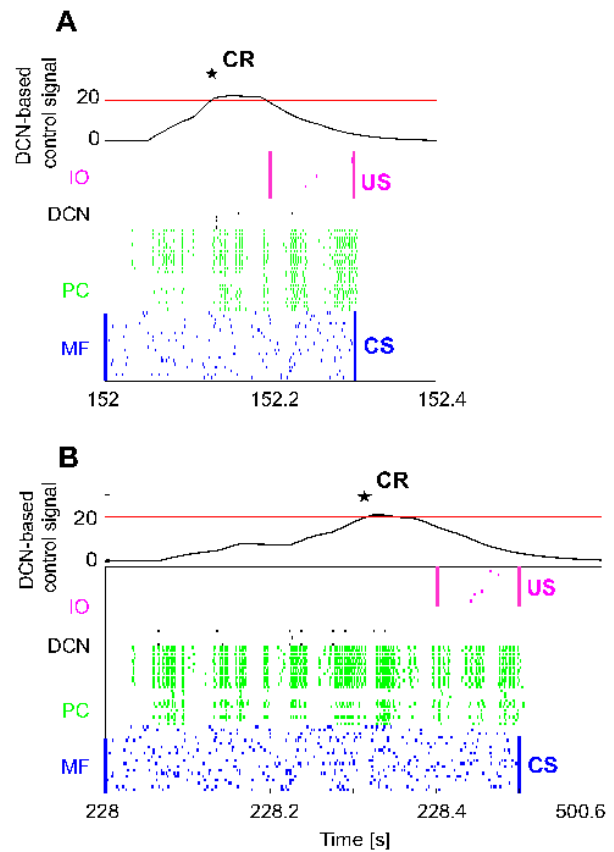 A
★ CR
DCN-based
control signal
20
0
IO
US
DCN
PC
MF
CS
152
152.2
152.4
B
★ CR
DCN-based
control signal
20
0
IO
US
DCN
PC
MF
CS
228
228.2
228.4
500.6
Time [s]